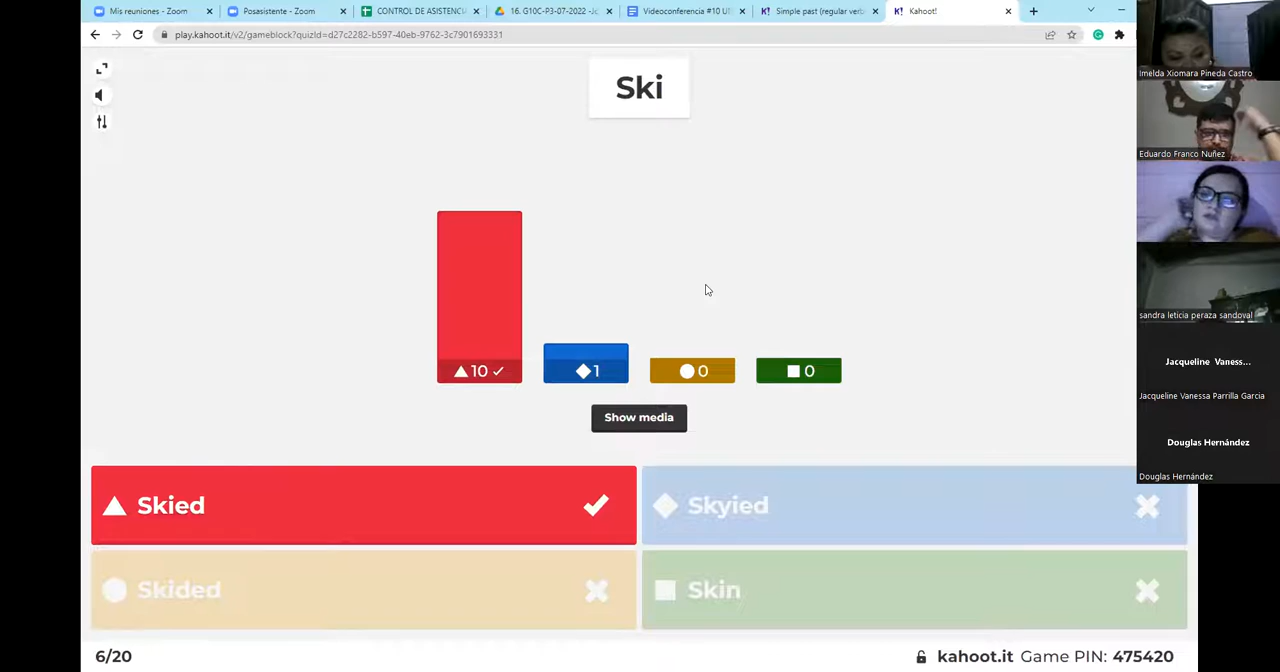 Mis reuniones - Zoom
Posasistente - Zoom
CONTROL DE ASISTENCI
16. G10C-P3-07-2022 -Jo
Videoconferencia #10 U
Simple past (regular verb
Kahoot!
play.kahoot.it/v2/gameblock?quizId=d27c2282-b597-40eb-9762-3c7901693331
Ski
10
1
0
0
Show media
Skied
Skyied
Skided
Skin
6/20
kahoot.it Game PIN: 475420
Imelda Xiomara Pineda Castro
Eduardo Franco Nuñez
sandra leticia peraza sandoval
Jacqueline Vaness...
Jacqueline Vanessa Parrilla Garcia
Douglas Hernández
Douglas Hernández